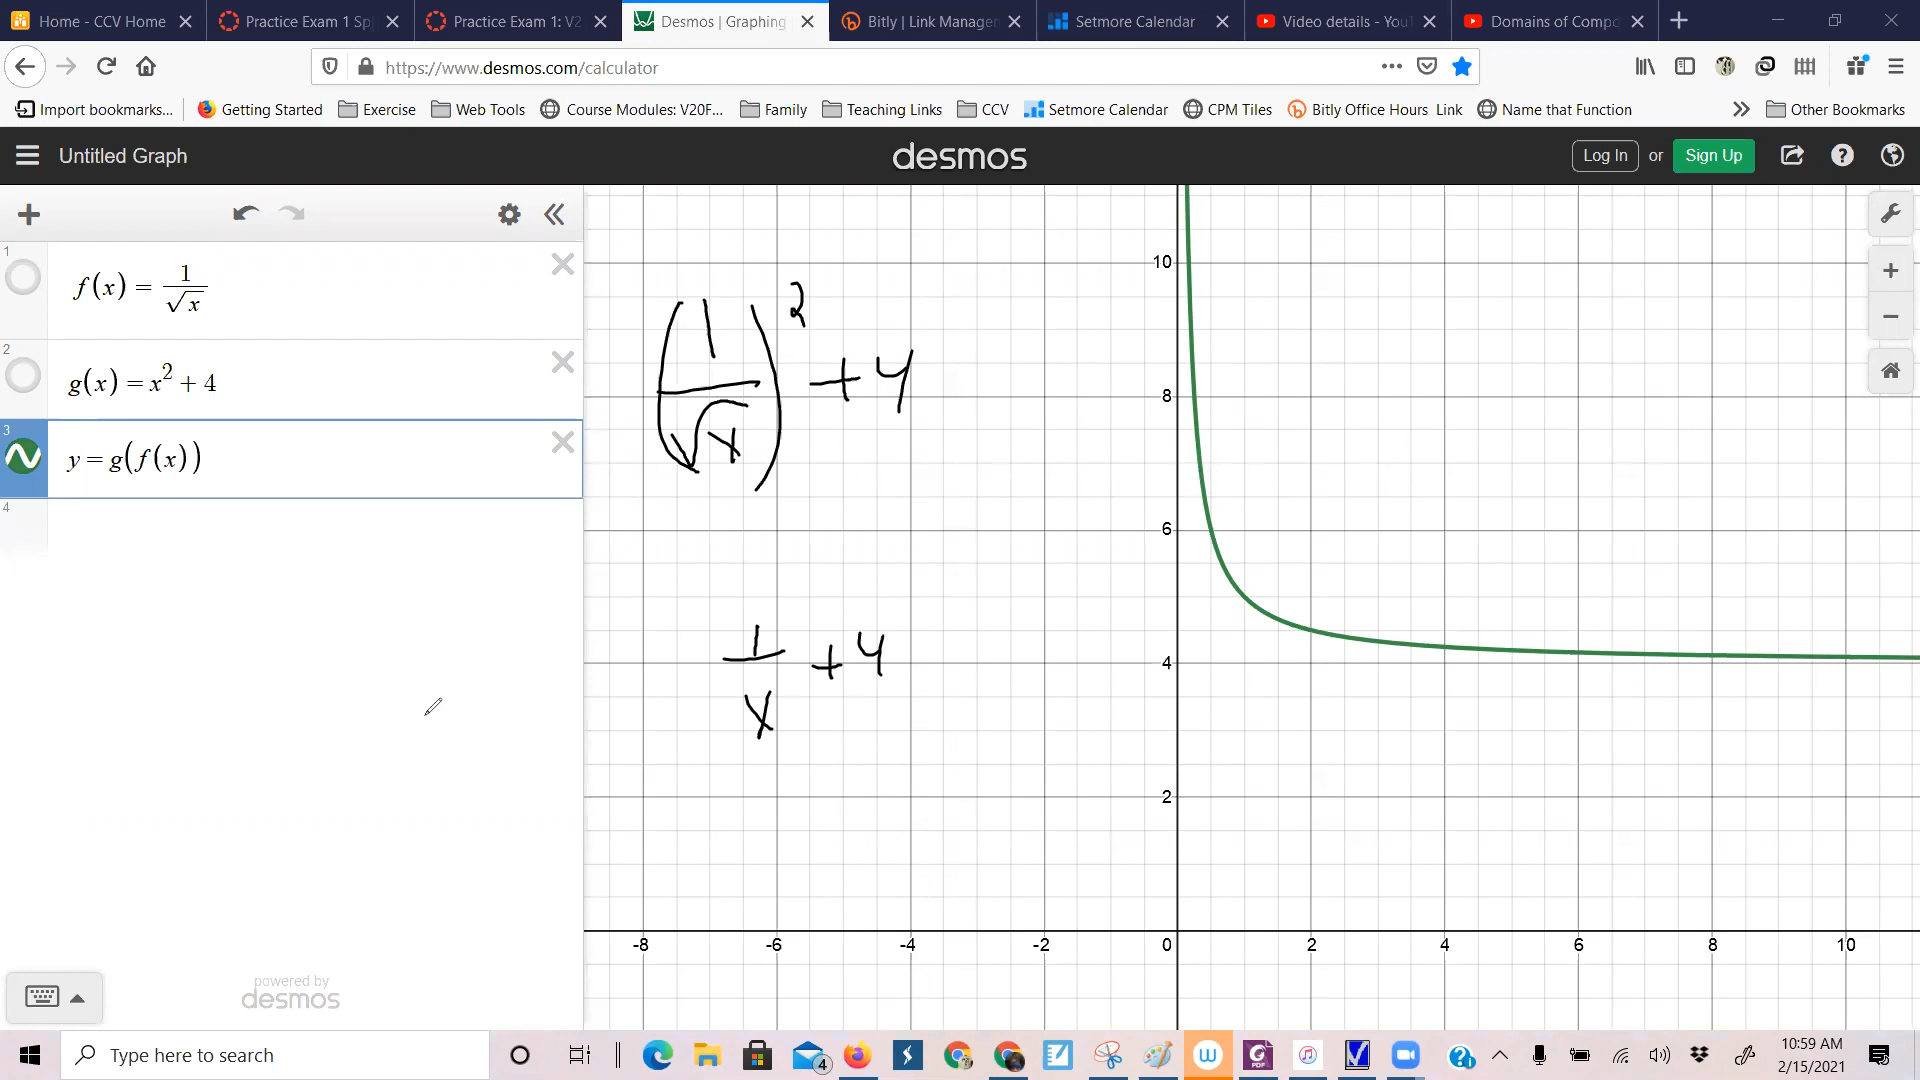 Home - CCV Home
Practice Exam 1 Sp
Practice Exam 1: V2
Desmos | Graphing
Bitly | Link Managem
Setmore Calendar
Video details - YouT
Domains of Compo
https://www.desmos.com/calculator
Import bookmarks...
Getting Started
Exercise
Web Tools
Course Modules: V20F...
Family
Teaching Links
CCV
Setmore Calendar
CPM Tiles
Bitly Office Hours Link
Name that Function
Other Bookmarks
Untitled Graph
desmos
Log In or Sign Up
1
f(x) = 1/√x
2
g(x) = x² + 4
3
y = g(f(x))
4
(1/√x)² + 4
1/x + 4
10
8
6
4
2
-8 -6 -4 -2 0 2 4 6 8 10
powered by
desmos
Type here to search
4
10:59 AM
2/15/2021